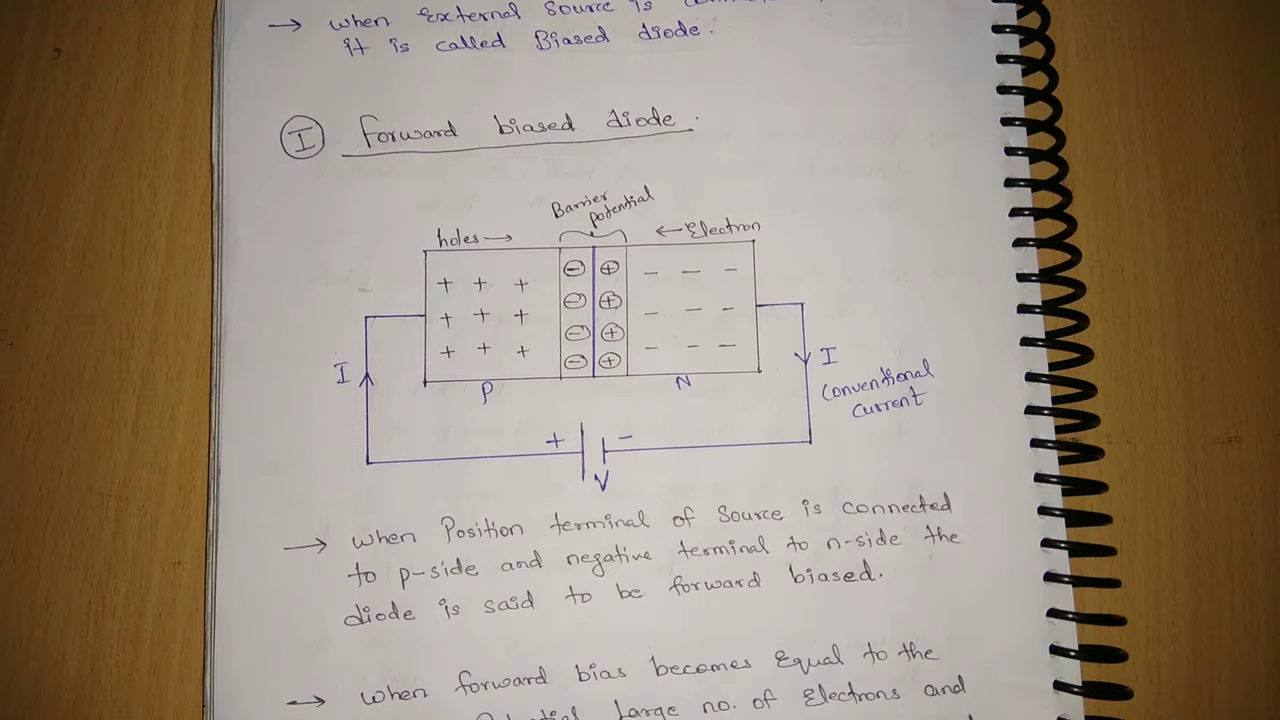 → when External Source is
it is called Biased diode.
I Forward biased diode.
Barrier
Potential
holes → ← Electron
+ + + ⊖ ⊕ − − −
+ + + ⊖ ⊕ − − −
+ + + ⊖ ⊕ − − −
⊖ ⊕
I I
P N
Conventional
Current
+ −
V
→ when Position terminal of Source is connected
to p-side and negative terminal to n-side the
diode is said to be forward biased.
→ when forward bias becomes Equal to the
large no. of Electrons and